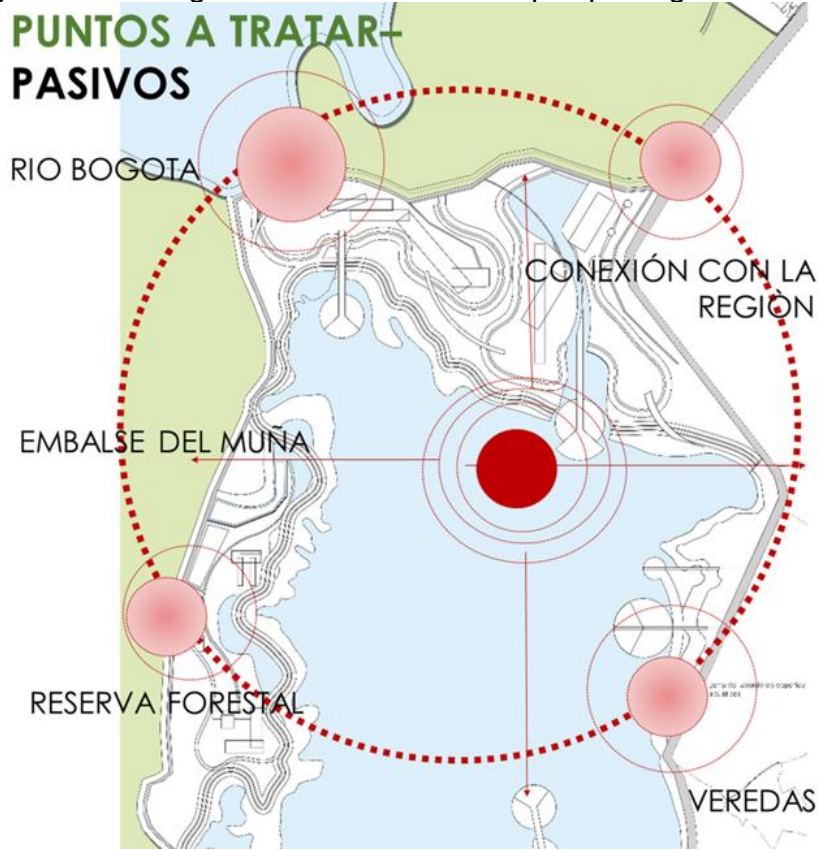 PUNTOS A TRATAR–
PASIVOS
RIO BOGOTA
CONEXIÓN CON LA
REGIÒN
EMBALSE DEL MUÑA
RESERVA FORESTAL
VEREDAS